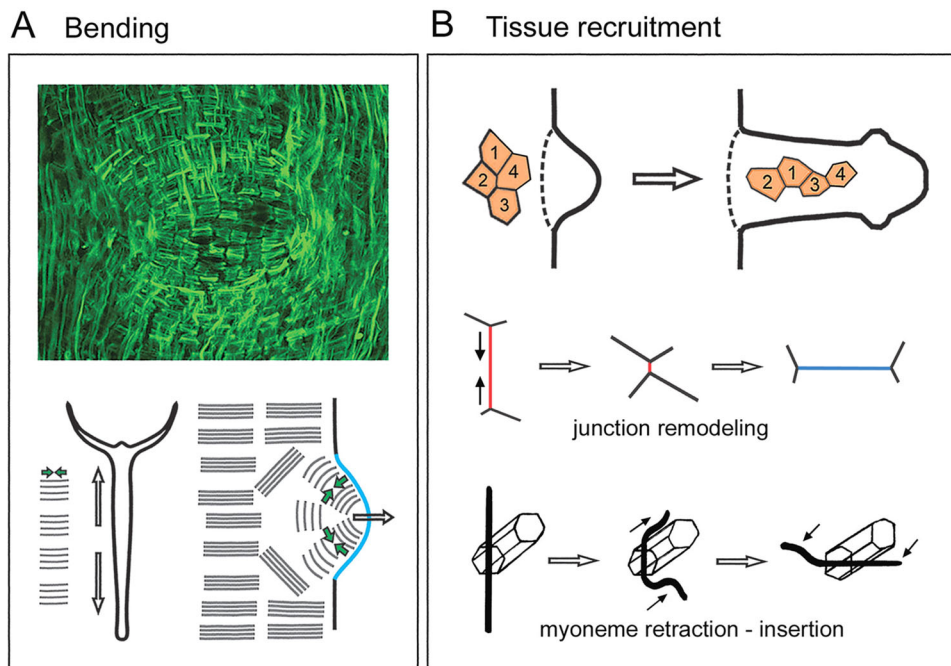 A Bending
B Tissue recruitment
1
2
4
3
2
1
3
4
junction remodeling
myoneme retraction - insertion